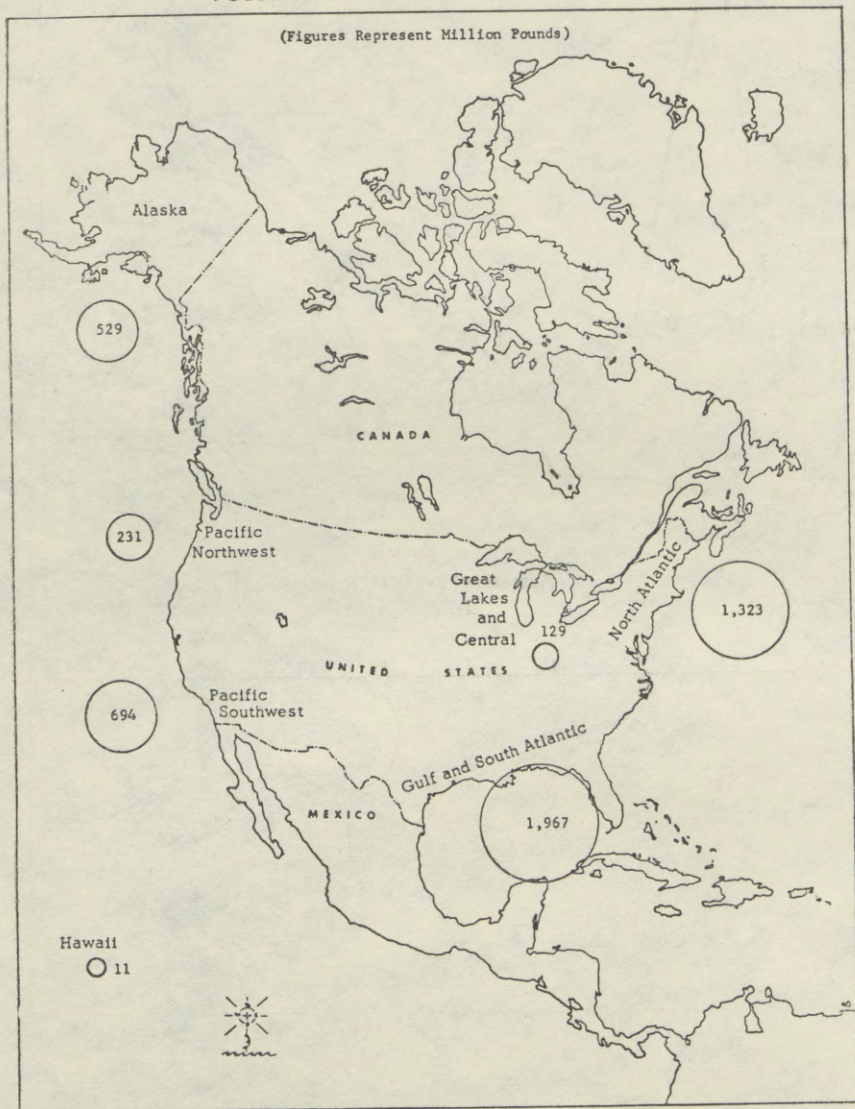 (Figures Represent Million Pounds)
Alaska
529
CANADA
231
Pacific
Northwest
Great
Lakes
and
Central
129
North Atlantic
1,323
UNITED STATES
694
Pacific
Southwest
Gulf and South Atlantic
MEXICO
1,967
Hawaii
11